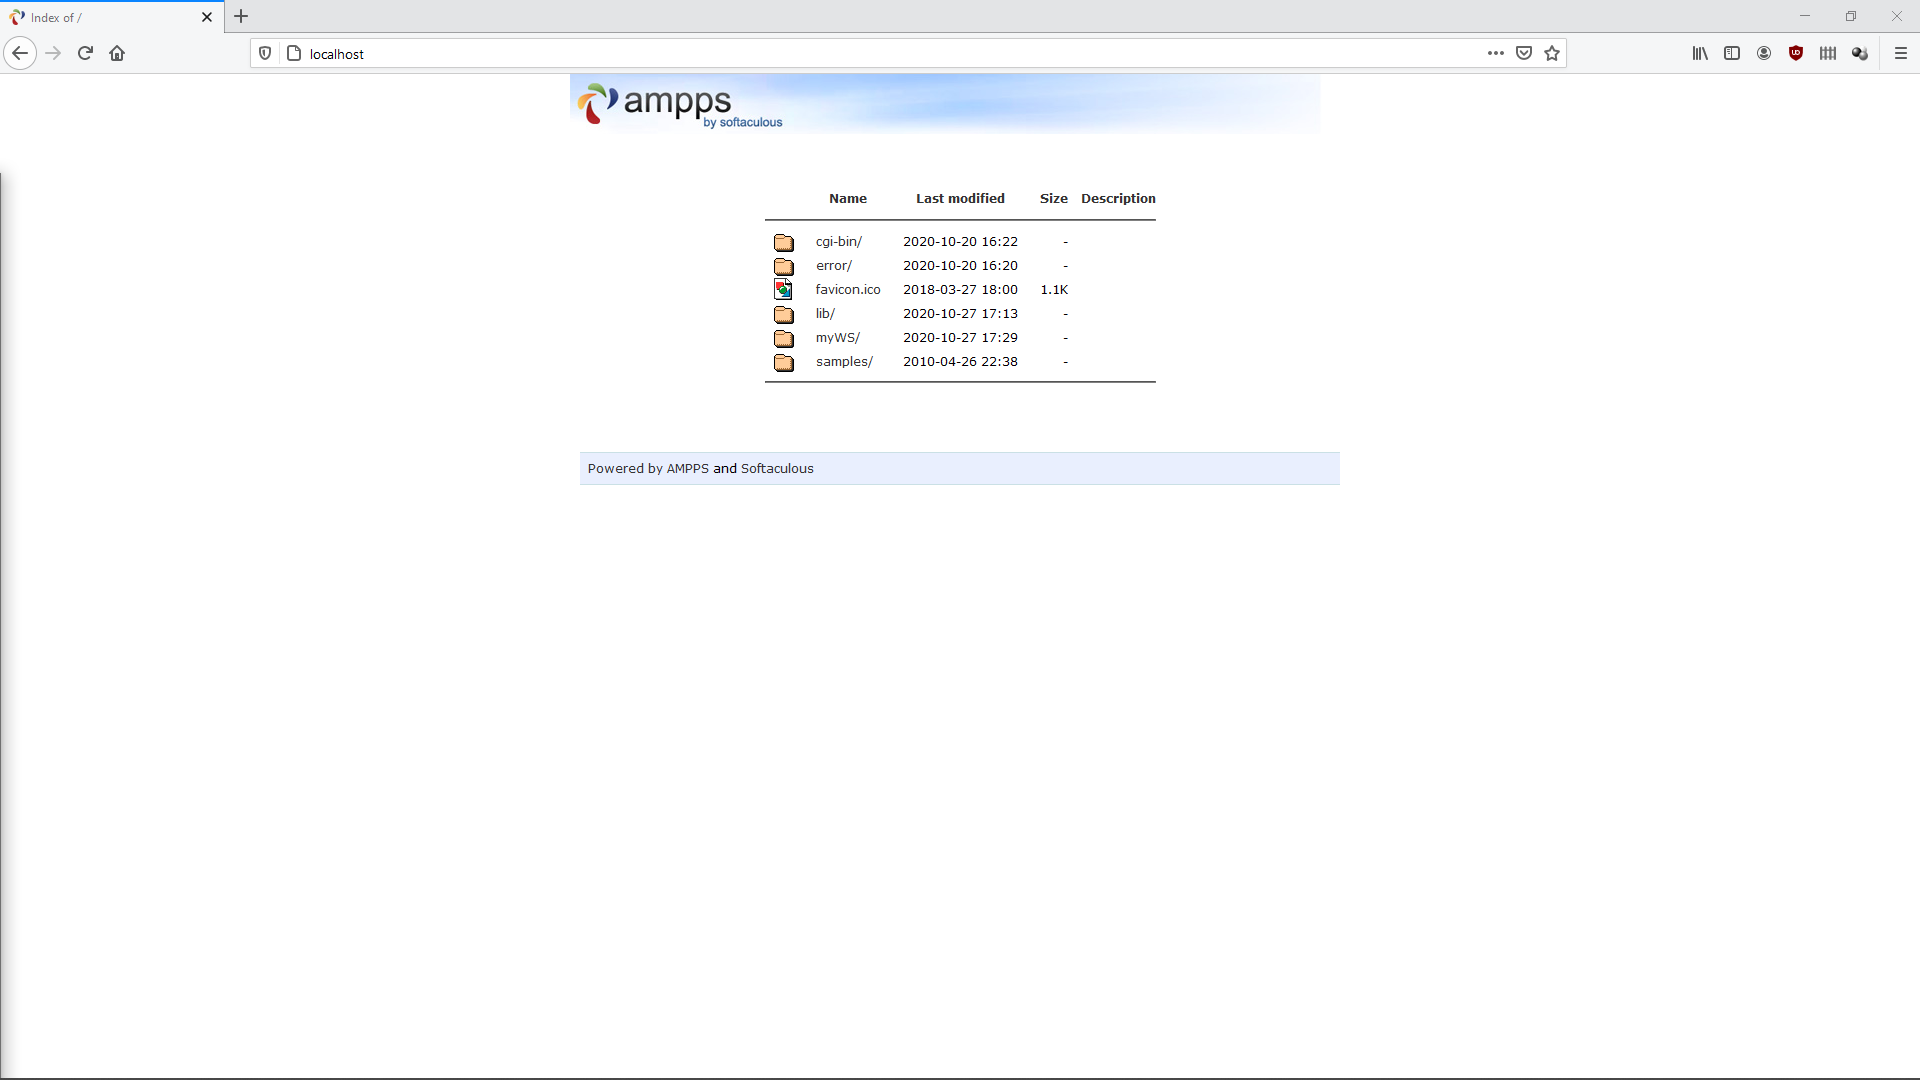 Index of /
localhost
ampps
by softaculous
Name Last modified Size Description
cgi-bin/ 2020-10-20 16:22 -
error/ 2020-10-20 16:20 -
favicon.ico 2018-03-27 18:00 1.1K
lib/ 2020-10-27 17:13 -
myWS/ 2020-10-27 17:29 -
samples/ 2010-04-26 22:38 -
Powered by AMPPS and Softaculous